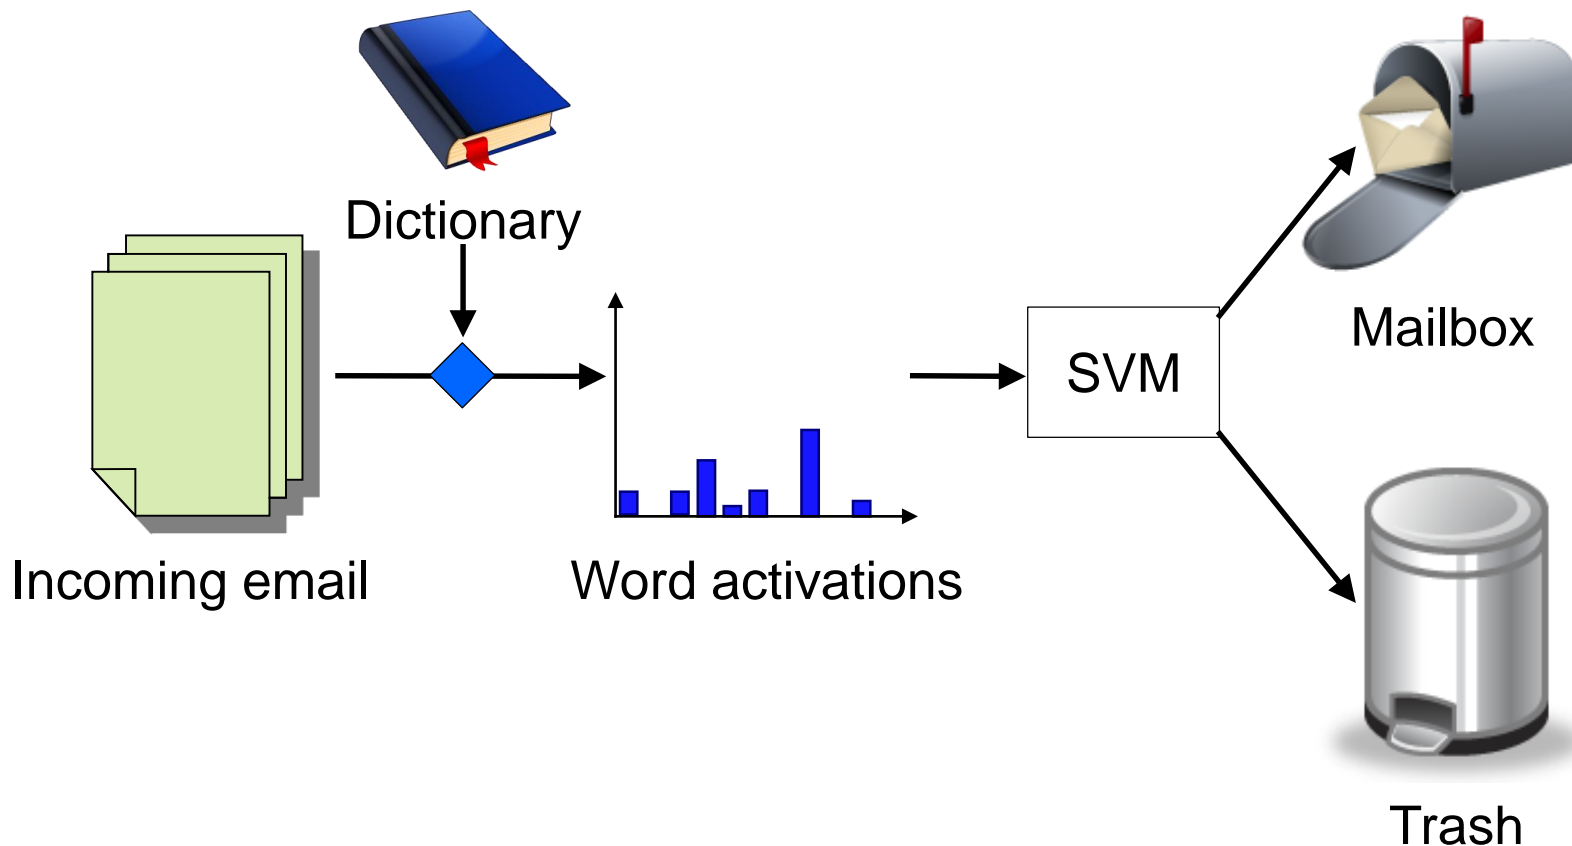 Dictionary
Mailbox
SVM
Incoming email
Word activations
Trash